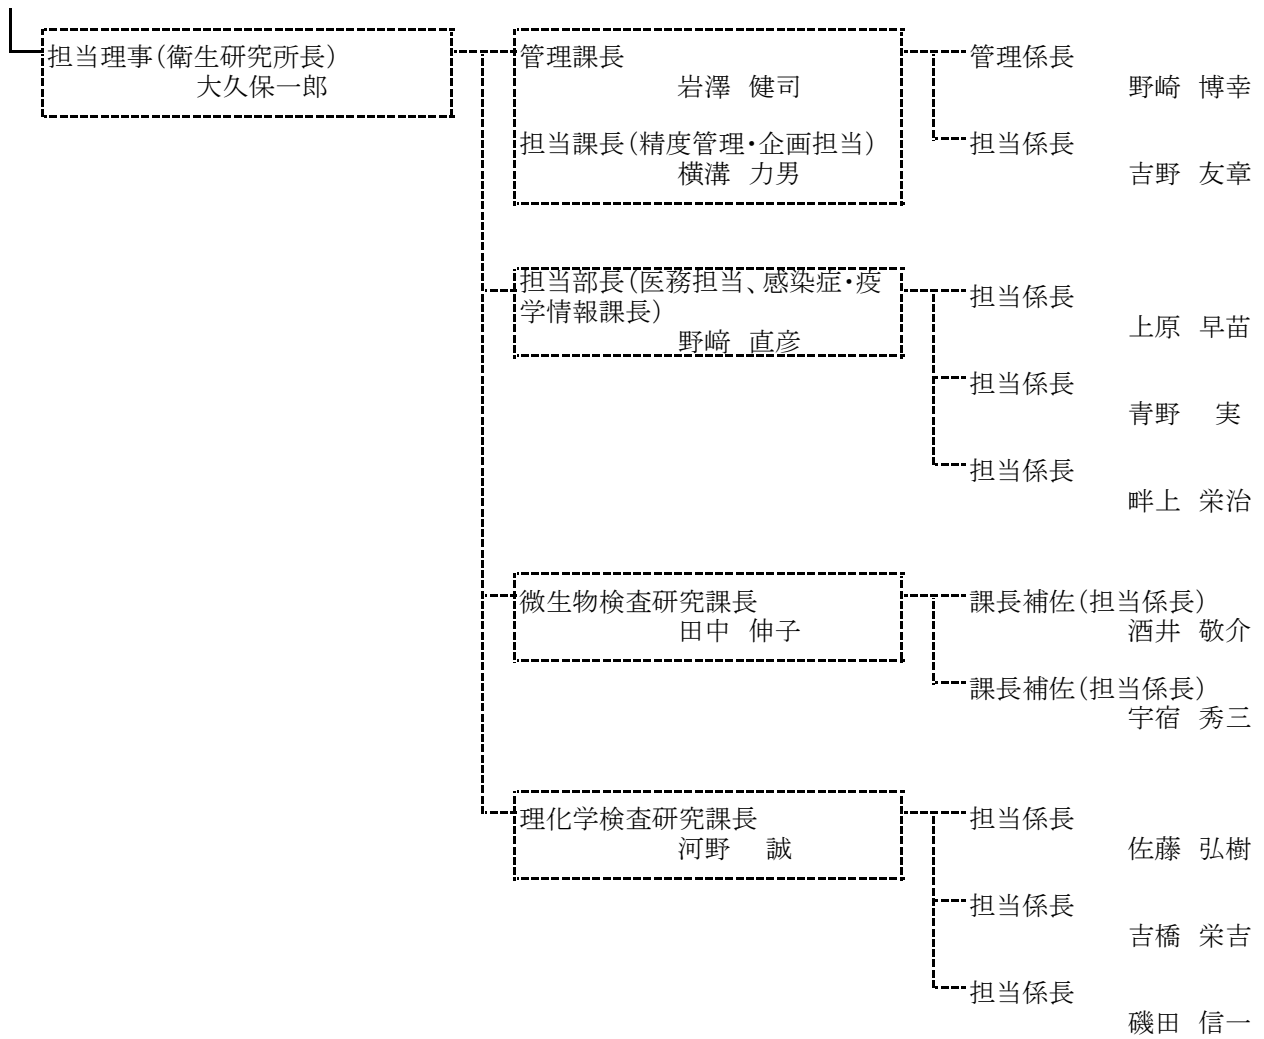 担当理事(衛生研究所長)
大久保一郎
管理課長
岩澤 健司
担当課長(精度管理・企画担当)
横溝 力男
管理係長
野崎 博幸
担当係長
吉野 友章
担当部長(医務担当、感染症・疫
学情報課長)
野﨑 直彦
担当係長
上原 早苗
担当係長
青野 実
担当係長
畔上 栄治
微生物検査研究課長
田中 伸子
課長補佐(担当係長)
酒井 敬介
課長補佐(担当係長)
宇宿 秀三
理化学検査研究課長
河野 誠
担当係長
佐藤 弘樹
担当係長
吉橋 栄吉
担当係長
磯田 信一